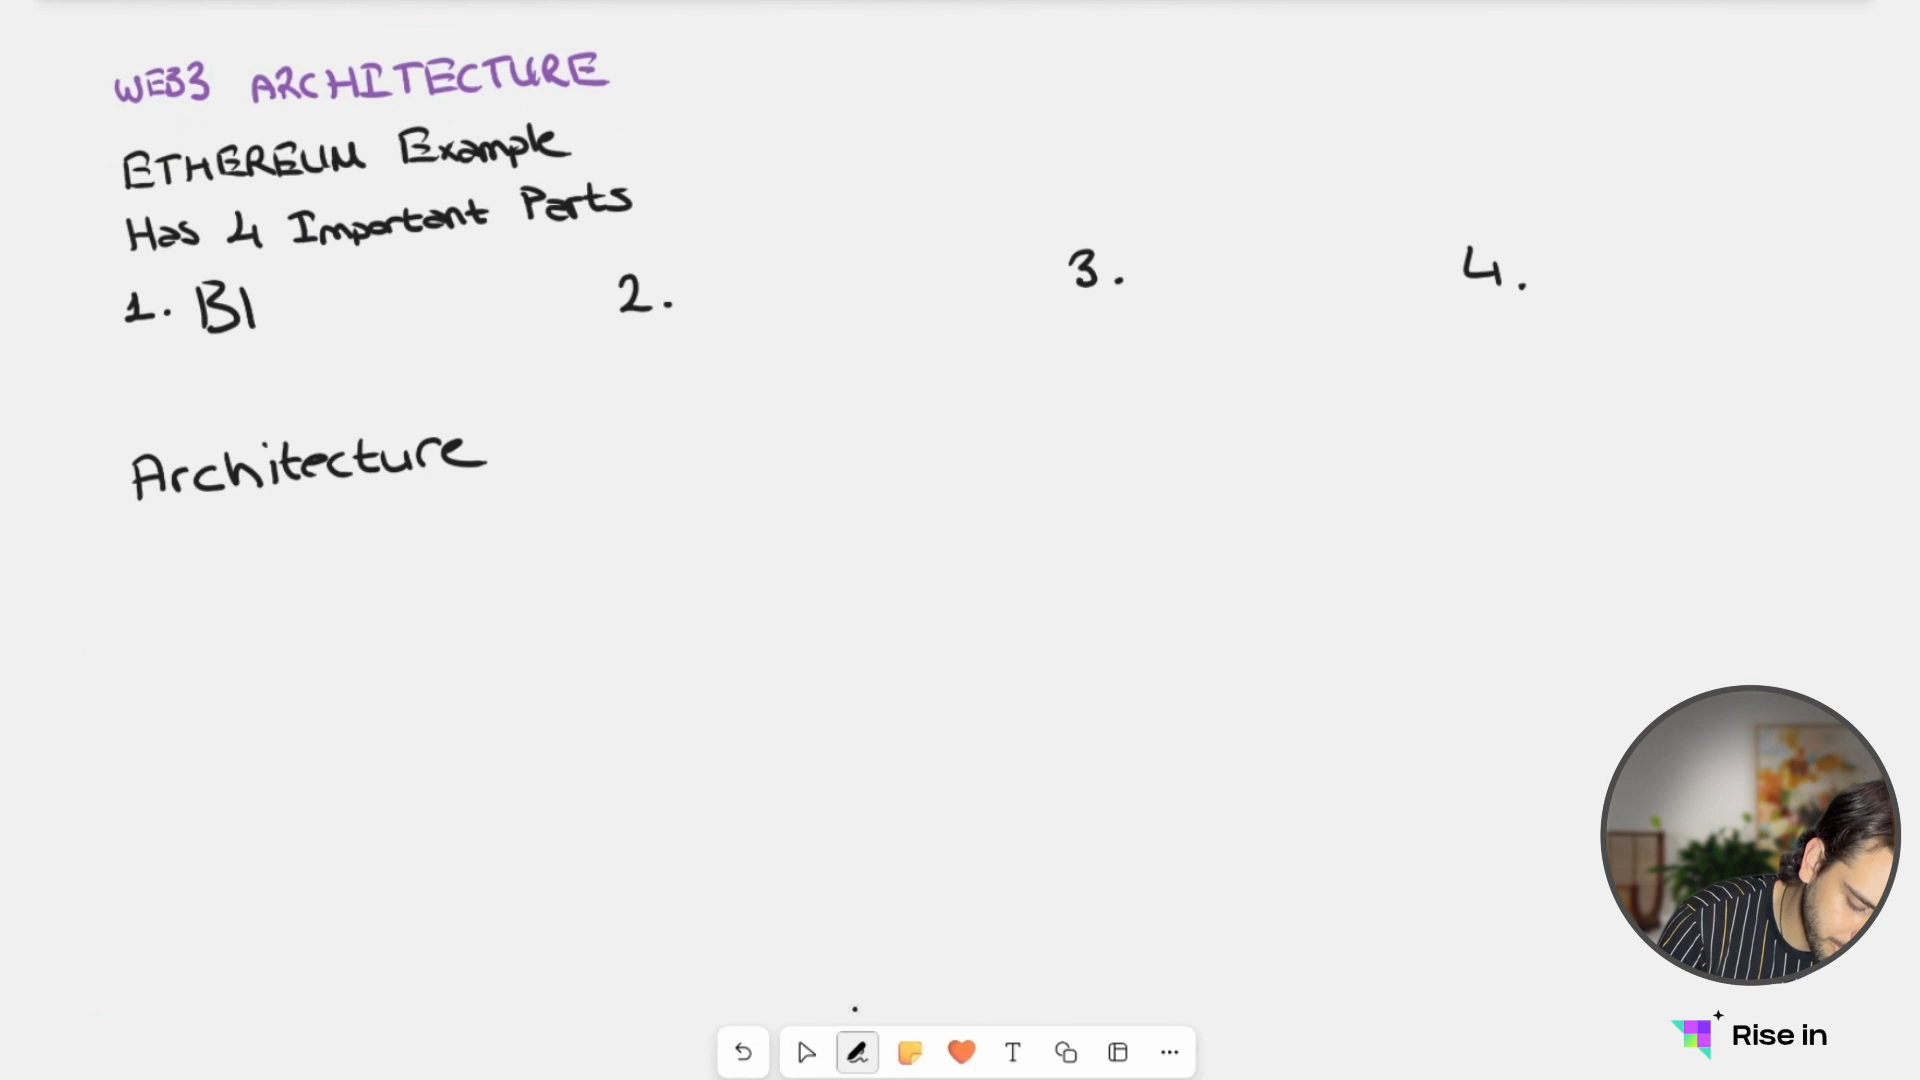 WEB3 ARCHITECTURE
ETHEREUM Example
Has 4 Important Parts
1. Bl 2. 3. 4.
Architecture
T
Rise in